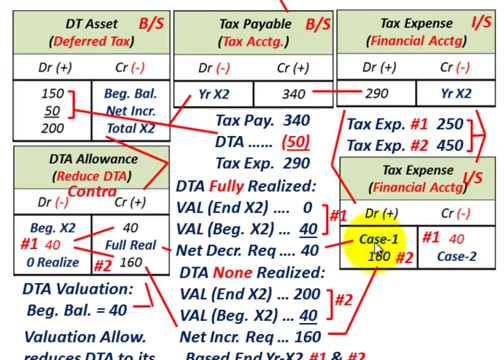 DT Asset B/S
(Deferred Tax)
Dr (+) Cr (-)
150 Beg. Bal.
50 Net Incr.
200 Total X2
Tax Payable B/S
(Tax Acctg.)
Dr (-) Cr (+)
Yr X2 340
Tax Expense I/S
(Financial Acctg)
Dr (+) Cr (-)
290 Yr X2
Tax Pay. 340
DTA ...... (50)
Tax Exp. 290
Tax Exp. #1 250
Tax Exp. #2 450
DTA Allowance
(Reduce DTA)
Contra
Dr (-) Cr (+)
Beg. X2 40
#1 40 Full Real
0 Realize #2 160
DTA Fully Realized:
VAL (End X2) ... 0
VAL (Beg. X2) ... 40 #1
Net Decr. Req .... 40
DTA None Realized:
VAL (End X2) ... 200
VAL (Beg. X2) ... 40 #2
Net Incr. Req ... 160
Based End Yr-X2 #1 & #2
Tax Expense I/S
(Financial Acctg)
Dr (+) Cr (-)
Case-1 #1 40
160 #2 Case-2
DTA Valuation:
Beg. Bal. = 40
Valuation Allow.
reduces DTA to its